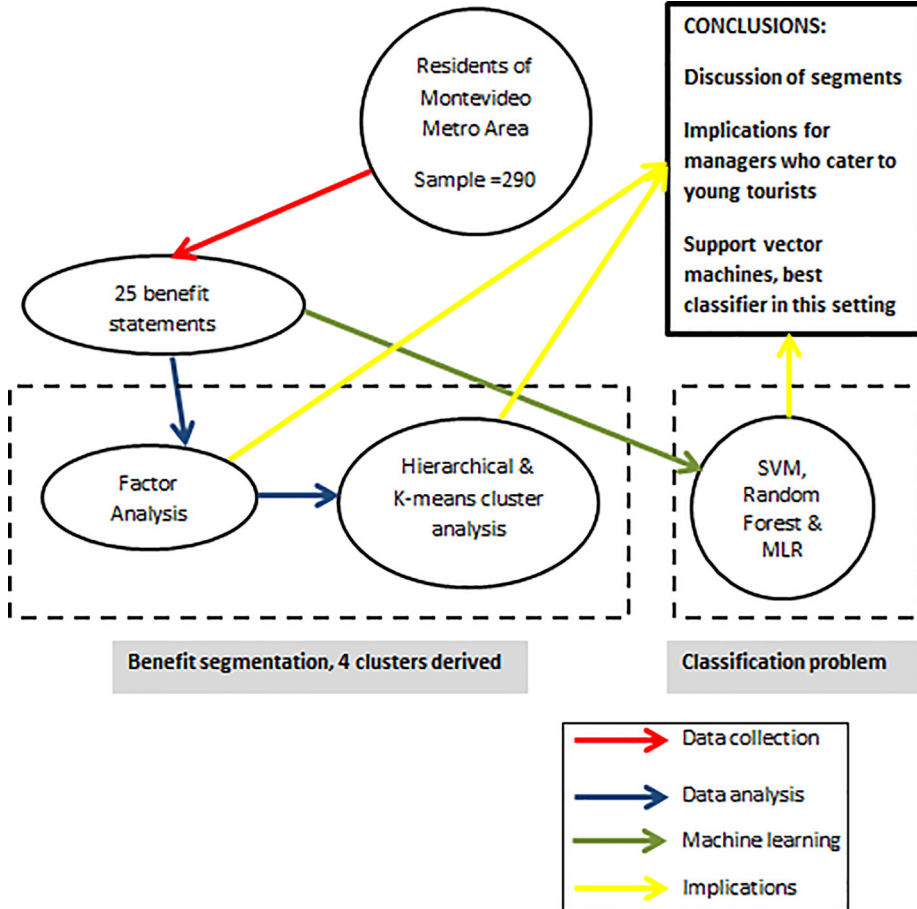 Residents of
Montevideo
Metro Area
Sample =290
CONCLUSIONS:
Discussion of segments
Implications for
managers who cater to
young tourists
Support vector
machines, best
classifier in this setting
25 benefit
statements
Factor
Analysis
Hierarchical &
K-means cluster
analysis
SVM,
Random
Forest &
MLR
Benefit segmentation, 4 clusters derived
Classification problem
Data collection
Data analysis
Machine learning
Implications